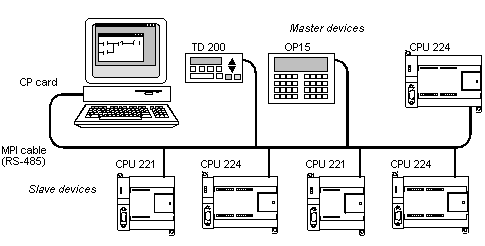 Master devices
TD 200
OP15
CPU 224
CP card
MPI cable
(RS-485)
CPU 221
CPU 224
CPU 221
CPU 224
Slave devices